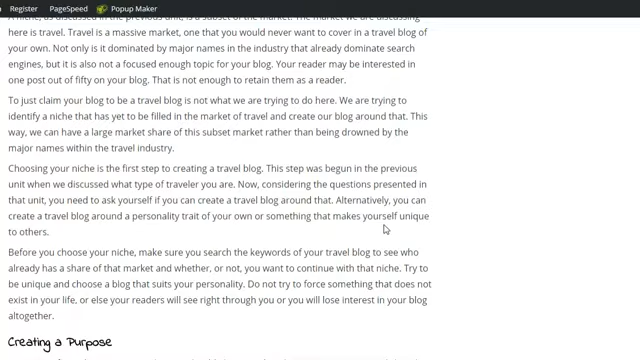 Register PageSpeed Popup Maker
A niche, as discussed in the previous unit, is a subset of the market. The market we are discussing
here is travel. Travel is a massive market, one that you would never want to cover in a travel blog of
your own. Not only is it dominated by major names in the industry that already dominate search
engines, but it is also not a focused enough topic for your blog. Your reader may be interested in
one post out of fifty on your blog. That is not enough to retain them as a reader.
To just claim your blog to be a travel blog is not what we are trying to do here. We are trying to
identify a niche that has yet to be filled in the market of travel and create our blog around that. This
way, we can have a large market share of this subset market rather than being drowned by the
major names within the travel industry.
Choosing your niche is the first step to creating a travel blog. This step was begun in the previous
unit when we discussed what type of traveler you are. Now, considering the questions presented in
that unit, you need to ask yourself if you can create a travel blog around that. Alternatively, you can
create a travel blog around a personality trait of your own or something that makes yourself unique
to others.
Before you choose your niche, make sure you search the keywords of your travel blog to see who
already has a share of that market and whether, or not, you want to continue with that niche. Try to
be unique and choose a blog that suits your personality. Do not try to force something that does not
exist in your life, or else your readers will see right through you or you will lose interest in your blog
altogether.
Creating a Purpose